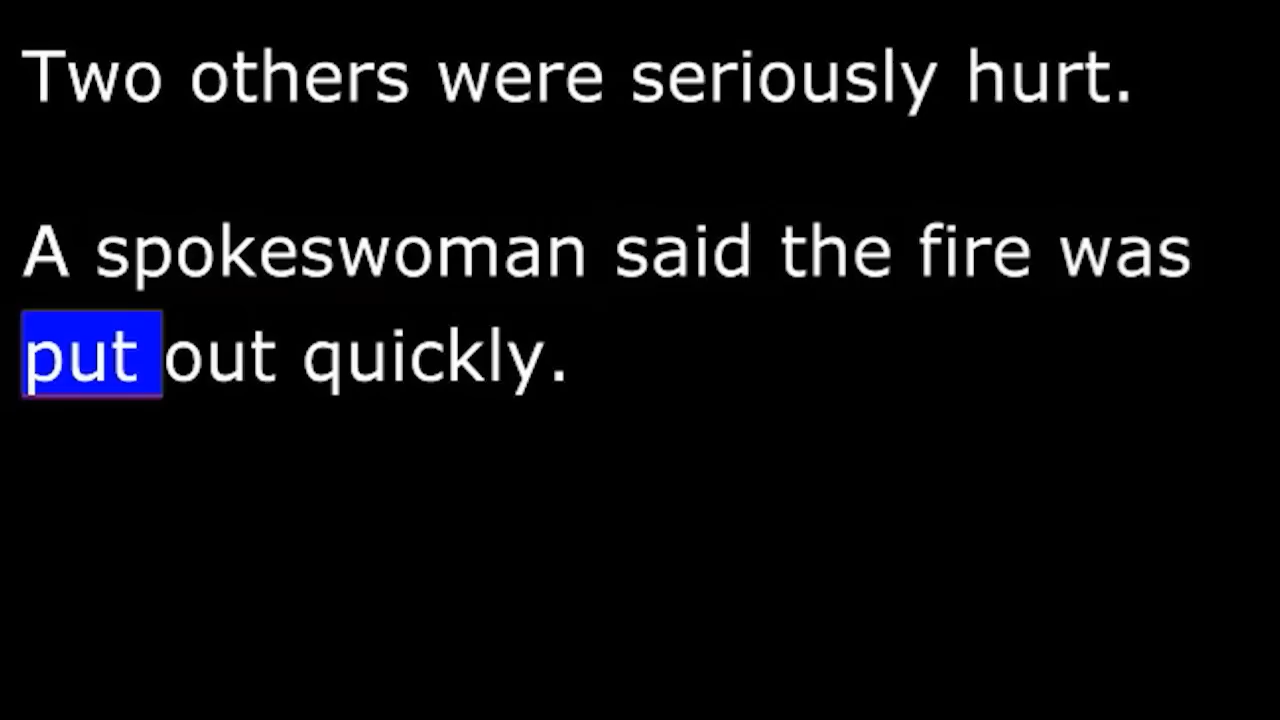 Two others were seriously hurt.
A spokeswoman said the fire was
put out quickly.